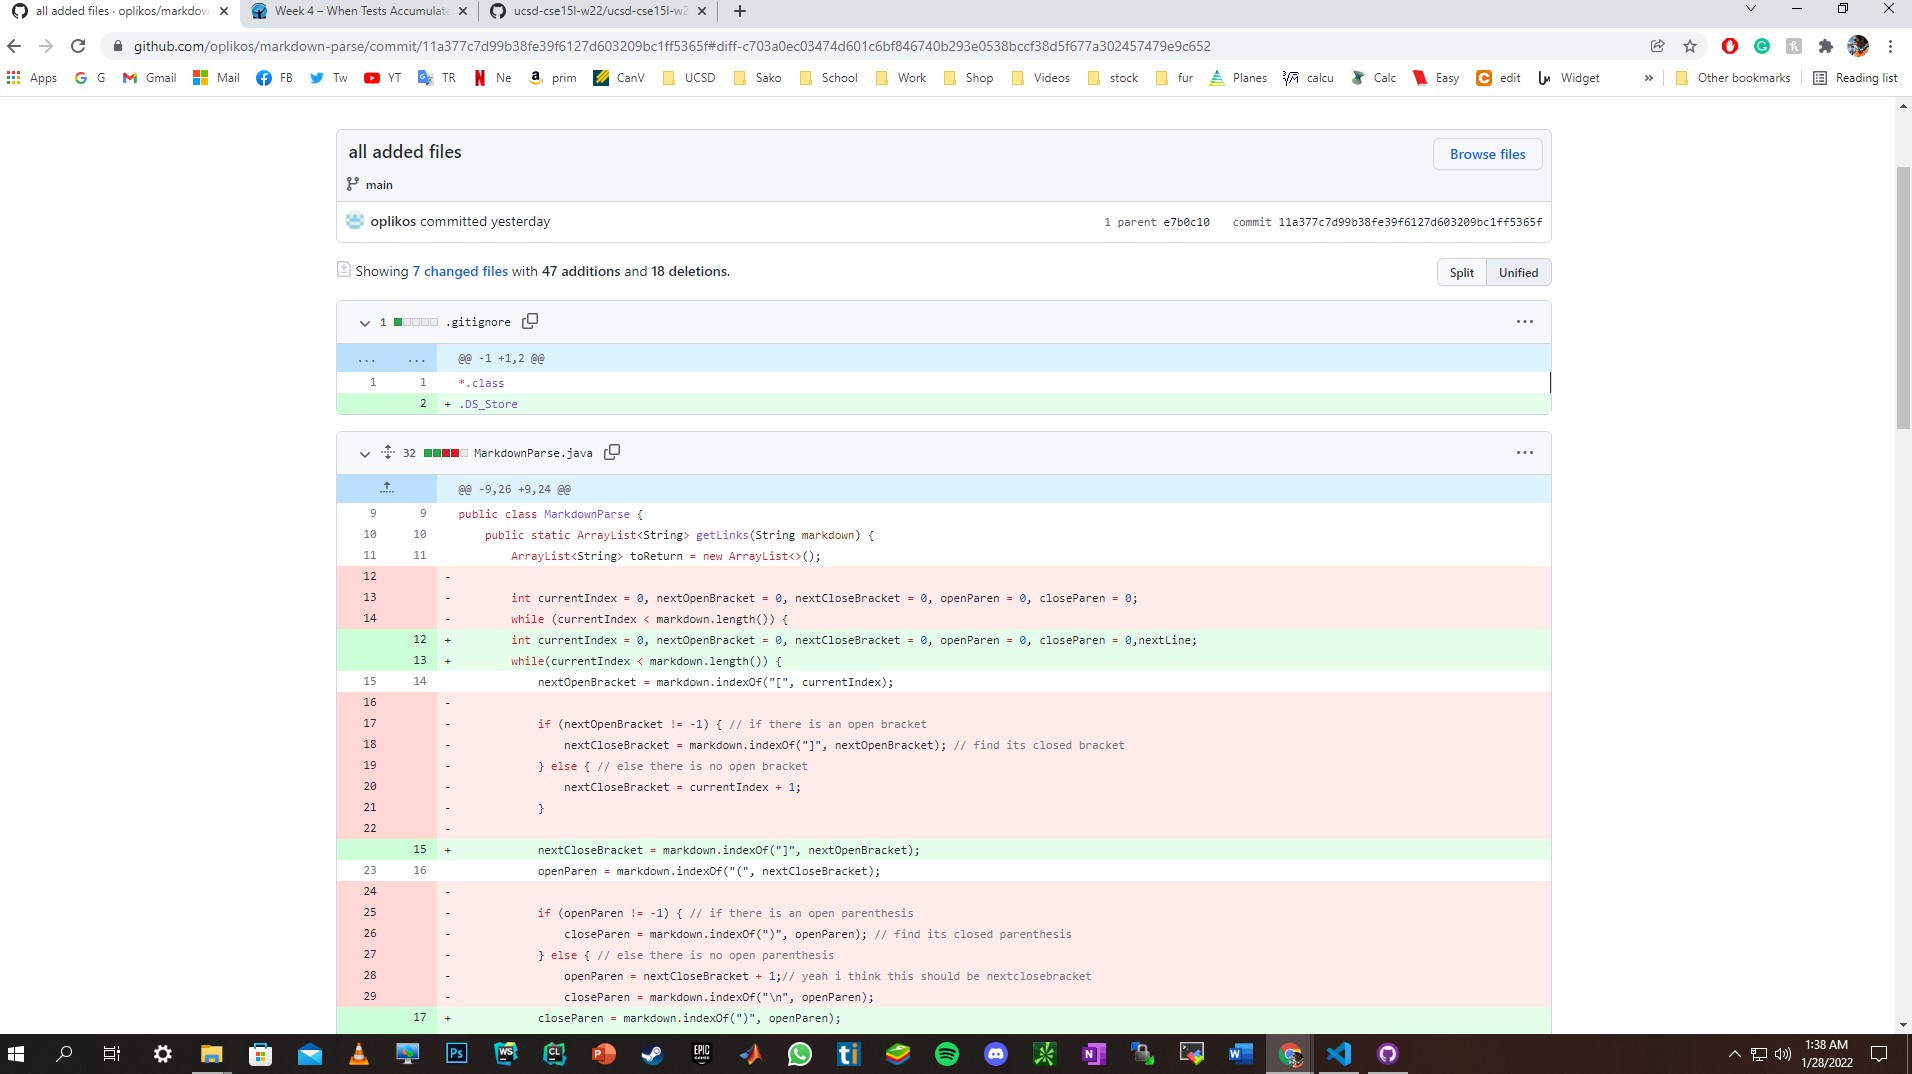 all added files · oplikos/markdow
Week 4 – When Tests Accumulate
ucsd-cse15l-w22/ucsd-cse15l-w2
github.com/oplikos/markdown-parse/commit/11a377c7d99b38fe39f6127d603209bc1ff5365f#diff-c703a0ec03474d601c6bf846740b293e0538bccf38d5f677a302457479e9c652
Apps G Gmail Mail FB Tw YT TR Ne prim CanV UCSD Sako School Work Shop Videos stock fur Planes calcu Calc Easy edit Widget » Other bookmarks Reading list
all added files
Browse files
main
oplikos committed yesterday
1 parent e7b0c10 commit 11a377c7d99b38fe39f6127d603209bc1ff5365f
Showing 7 changed files with 47 additions and 18 deletions.
Split Unified
1 .gitignore ...
... ... @@ -1 +1,2 @@
1 1 *.class
2 + .DS_Store
32 MarkdownParse.java ...
@@ -9,26 +9,24 @@
9 9 public class MarkdownParse {
10 10 public static ArrayList<String> getLinks(String markdown) {
11 11 ArrayList<String> toReturn = new ArrayList<>();
12 -
13 - int currentIndex = 0, nextOpenBracket = 0, nextCloseBracket = 0, openParen = 0, closeParen = 0;
14 - while (currentIndex < markdown.length()) {
12 + int currentIndex = 0, nextOpenBracket = 0, nextCloseBracket = 0, openParen = 0, closeParen = 0,nextLine;
13 + while(currentIndex < markdown.length()) {
15 14 nextOpenBracket = markdown.indexOf("[", currentIndex);
16 -
17 - if (nextOpenBracket != -1) { // if there is an open bracket
18 - nextCloseBracket = markdown.indexOf("]", nextOpenBracket); // find its closed bracket
19 - } else { // else there is no open bracket
20 - nextCloseBracket = currentIndex + 1;
21 - }
22 -
15 + nextCloseBracket = markdown.indexOf("]", nextOpenBracket);
23 16 openParen = markdown.indexOf("(", nextCloseBracket);
24 -
25 - if (openParen != -1) { // if there is an open parenthesis
26 - closeParen = markdown.indexOf(")", openParen); // find its closed parenthesis
27 - } else { // else there is no open parenthesis
28 - openParen = nextCloseBracket + 1;// yeah i think this should be nextclosebracket
29 - closeParen = markdown.indexOf("\n", openParen);
17 + closeParen = markdown.indexOf(")", openParen);
Ps WS CL EPIC GAMES ti N W
1:38 AM
1/28/2022